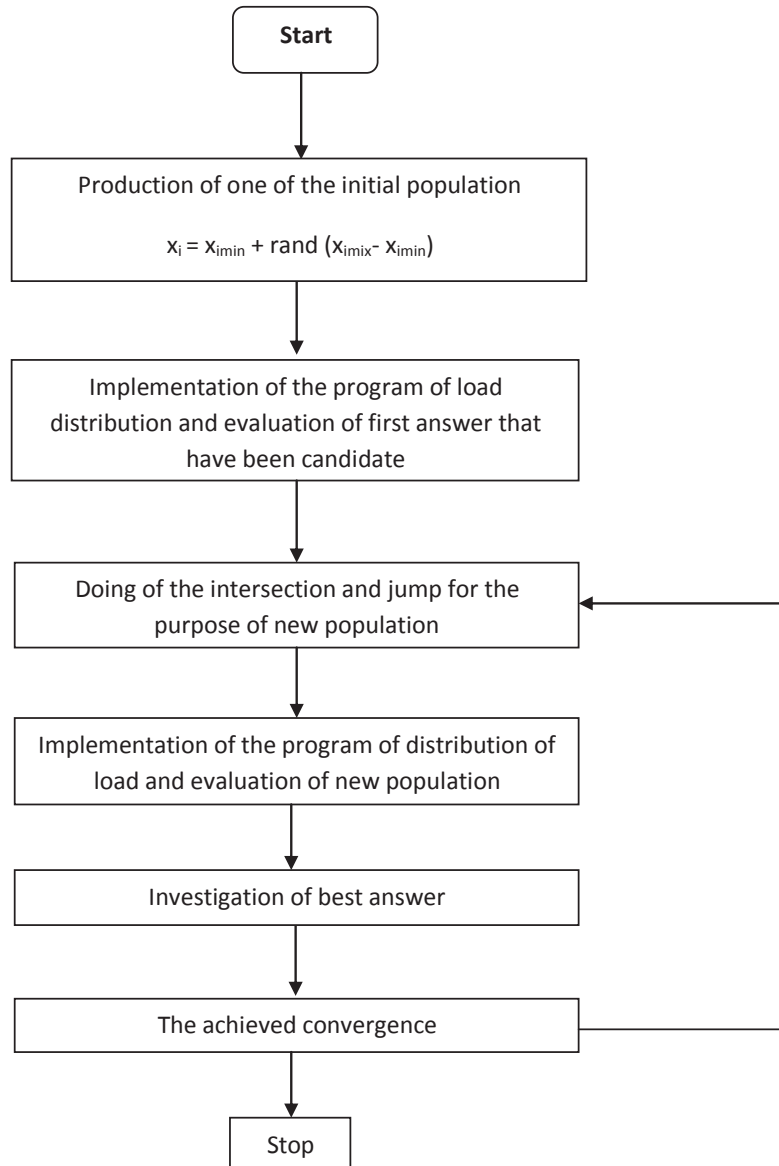 Start
Production of one of the initial population
xᵢ = x_imin + rand (x_imix- x_imin)
Implementation of the program of load
distribution and evaluation of first answer that
have been candidate
Doing of the intersection and jump for the
purpose of new population
Implementation of the program of distribution of
load and evaluation of new population
Investigation of best answer
The achieved convergence
Stop